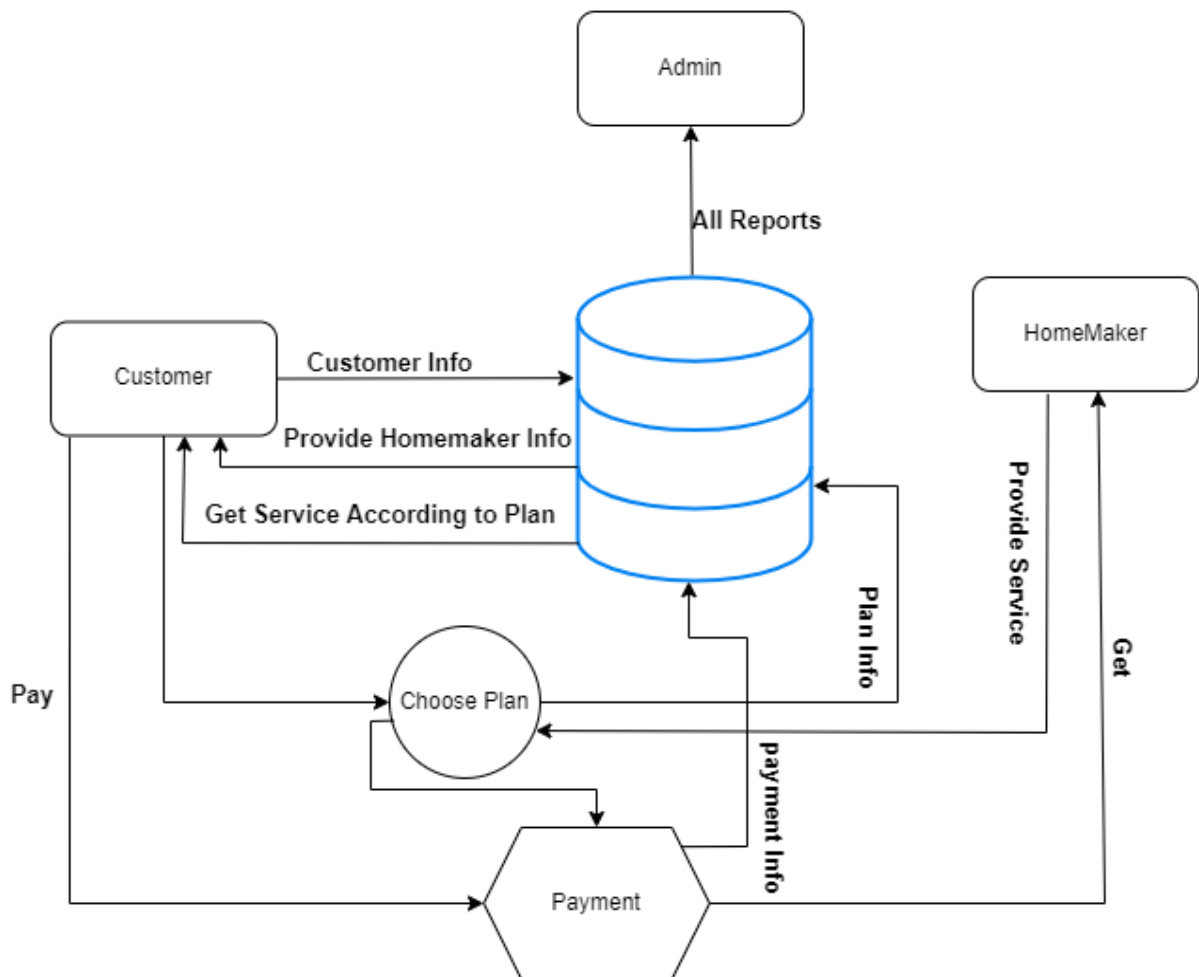 Admin
All Reports
HomeMaker
Customer
Customer Info
Provide Homemaker Info
Get Service According to Plan
Provide Service
Plan Info
Get
Pay
Choose Plan
payment Info
Payment